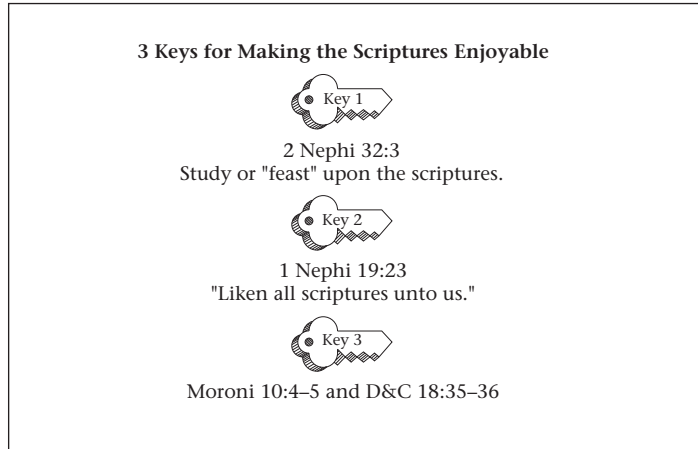 3 Keys for Making the Scriptures Enjoyable
Key 1
2 Nephi 32:3
Study or "feast" upon the scriptures.
Key 2
1 Nephi 19:23
"Liken all scriptures unto us."
Key 3
Moroni 10:4–5 and D&C 18:35–36